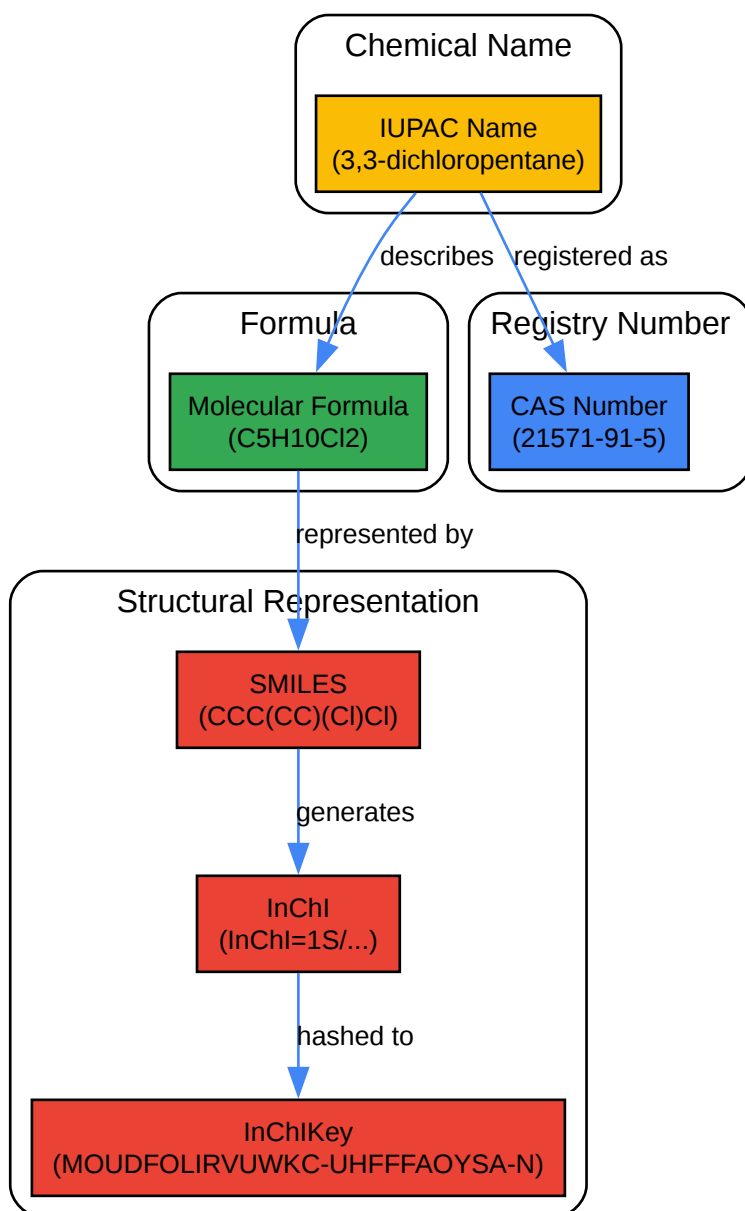 Chemical Name
IUPAC Name
(3,3-dichloropentane)
describes
registered as
Formula
Registry Number
Molecular Formula
(C5H10Cl2)
CAS Number
(21571-91-5)
represented by
Structural Representation
SMILES
(CCC(CC)(Cl)Cl)
generates
InChI
(InChI=1S/...)
hashed to
InChIKey
(MOUDFOLIRVUWKC-UHFFFAOYSA-N)